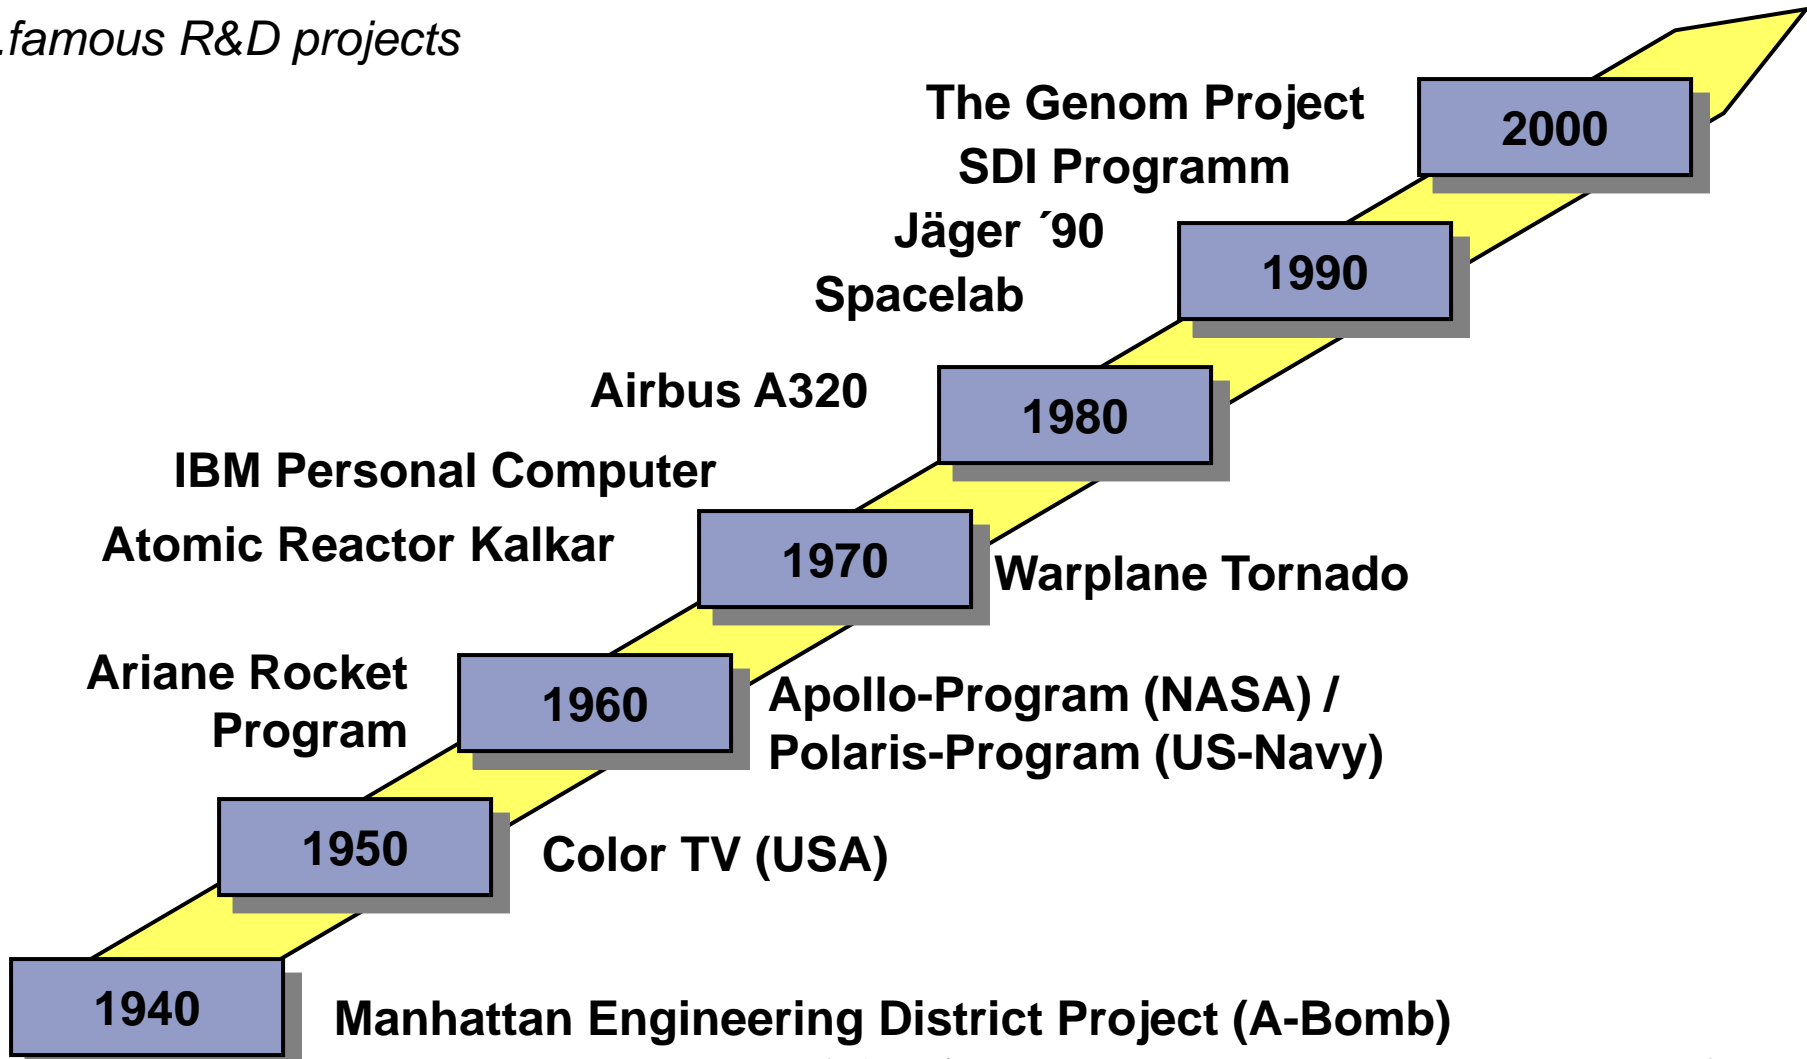 .famous R&D projects
The Genom Project
2000
SDI Programm
Jäger ´90
1990
Spacelab
Airbus A320
1980
IBM Personal Computer
Atomic Reactor Kalkar
1970
Warplane Tornado
Ariane Rocket
Program
1960
Apollo-Program (NASA) /
Polaris-Program (US-Navy)
1950
Color TV (USA)
1940
Manhattan Engineering District Project (A-Bomb)